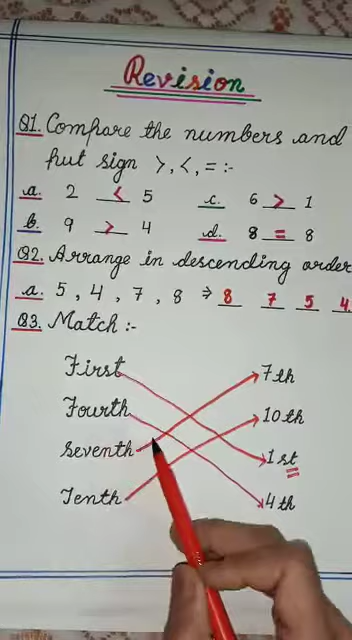 Revision
Q1. Compare the numbers and
put sign >, <, = :-
a. 2 < 5 c. 6 > 1
b. 9 > 4 d. 8 = 8
Q2. Arrange in descending order
a. 5, 4, 7, 8 ⇒ 8 7 5 4
Q3. Match :-
First 7th
Fourth 10th
Seventh 1st
Tenth 4th